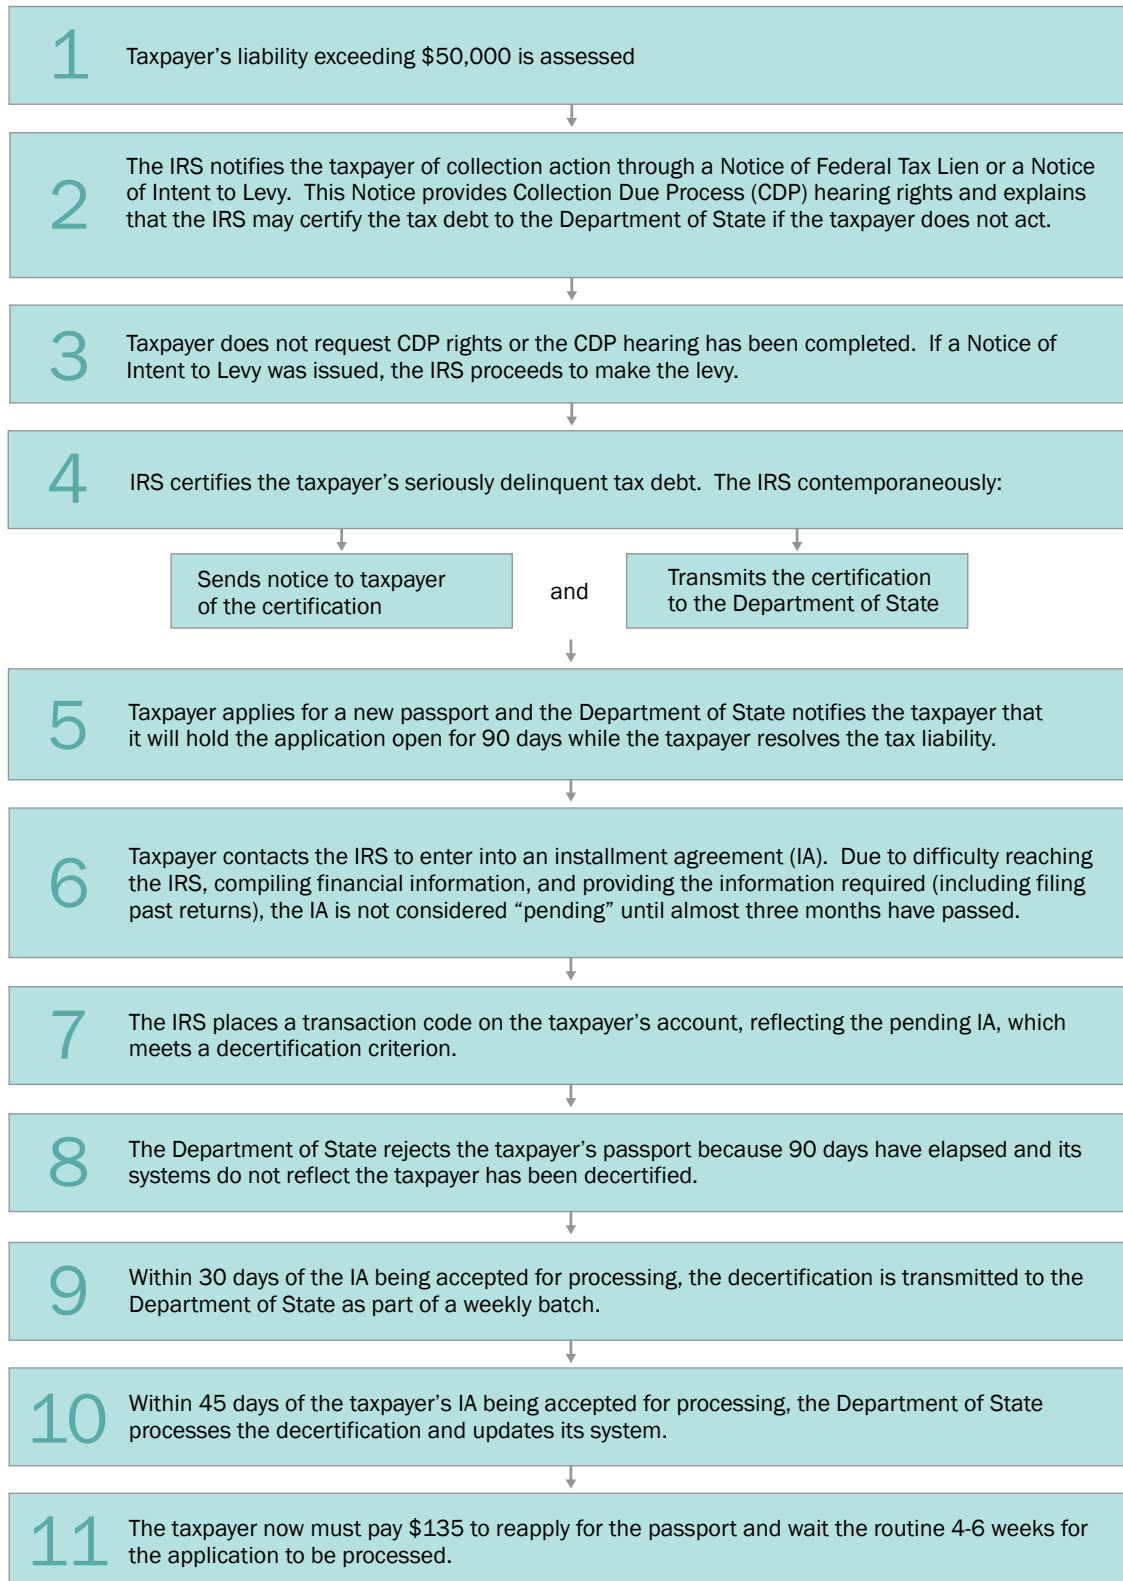 1
Taxpayer’s liability exceeding $50,000 is assessed
2
The IRS notifies the taxpayer of collection action through a Notice of Federal Tax Lien or a Notice
of Intent to Levy.  This Notice provides Collection Due Process (CDP) hearing rights and explains
that the IRS may certify the tax debt to the Department of State if the taxpayer does not act.
3
Taxpayer does not request CDP rights or the CDP hearing has been completed.  If a Notice of
Intent to Levy was issued, the IRS proceeds to make the levy.
4
IRS certifies the taxpayer’s seriously delinquent tax debt.  The IRS contemporaneously:
Sends notice to taxpayer
of the certification
and
Transmits the certification
to the Department of State
5
Taxpayer applies for a new passport and the Department of State notifies the taxpayer that
it will hold the application open for 90 days while the taxpayer resolves the tax liability.
6
Taxpayer contacts the IRS to enter into an installment agreement (IA).  Due to difficulty reaching
the IRS, compiling financial information, and providing the information required (including filing
past returns), the IA is not considered “pending” until almost three months have passed.
7
The IRS places a transaction code on the taxpayer’s account, reflecting the pending IA, which
meets a decertification criterion.
8
The Department of State rejects the taxpayer’s passport because 90 days have elapsed and its
systems do not reflect the taxpayer has been decertified.
9
Within 30 days of the IA being accepted for processing, the decertification is transmitted to the
Department of State as part of a weekly batch.
10
Within 45 days of the taxpayer’s IA being accepted for processing, the Department of State
processes the decertification and updates its system.
11
The taxpayer now must pay $135 to reapply for the passport and wait the routine 4-6 weeks for
the application to be processed.